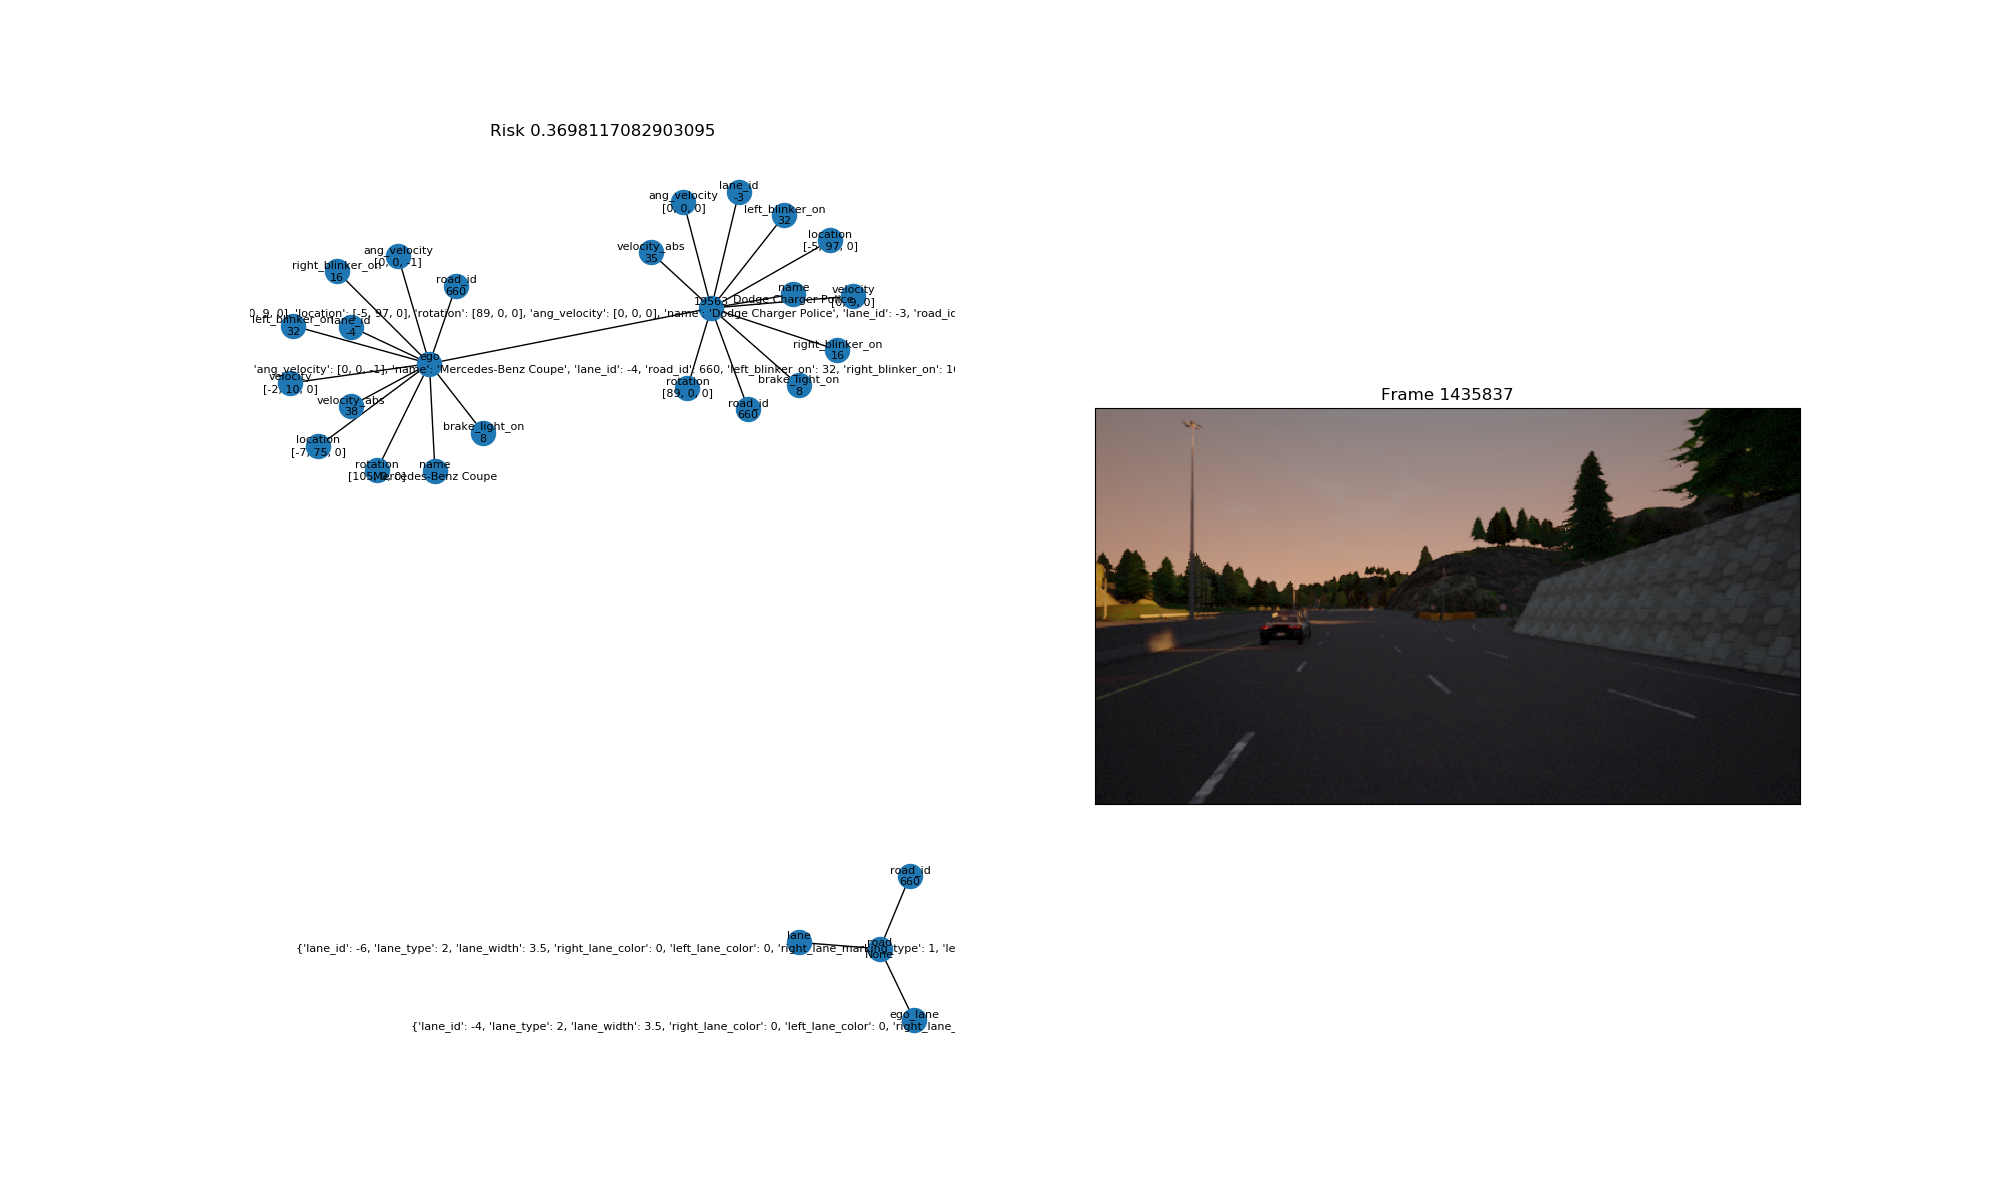 Risk 0.3698117082903095
lane_id
-3
ang_velocity
[0, 0, 0]
left_blinker_on
32
location
[-5, 97, 0]
velocity_abs
35
ang_velocity
[0, 0, -1]
right_blinker_on
16
road_id
660
name
Dodge Charger Police
velocity
[0, 9, 0]
19563
0, 9, 0], 'location': [-5, 97, 0], 'rotation': [89, 0, 0], 'ang_velocity': [0, 0, 0], 'name': 'Dodge Charger Police', 'lane_id': -3, 'road_id
left_blinker_on
32
lane_id
-4
right_blinker_on
16
ego
'ang_velocity': [0, 0, -1], 'name': 'Mercedes-Benz Coupe', 'lane_id': -4, 'road_id': 660, 'left_blinker_on': 32, 'right_blinker_on': 16
velocity
[-2, 10, 0]
rotation
[89, 0, 0]
brake_light_on
8
velocity_abs
38
road_id
660
brake_light_on
8
location
[-7, 75, 0]
rotation
[105, 0, 0]
name
Mercedes-Benz Coupe
Frame 1435837
road_id
660
lane
{'lane_id': -6, 'lane_type': 2, 'lane_width': 3.5, 'right_lane_color': 0, 'left_lane_color': 0, 'right_lane_marking_type': 1, 'le
road
None
ego_lane
{'lane_id': -4, 'lane_type': 2, 'lane_width': 3.5, 'right_lane_color': 0, 'left_lane_color': 0, 'right_lane_